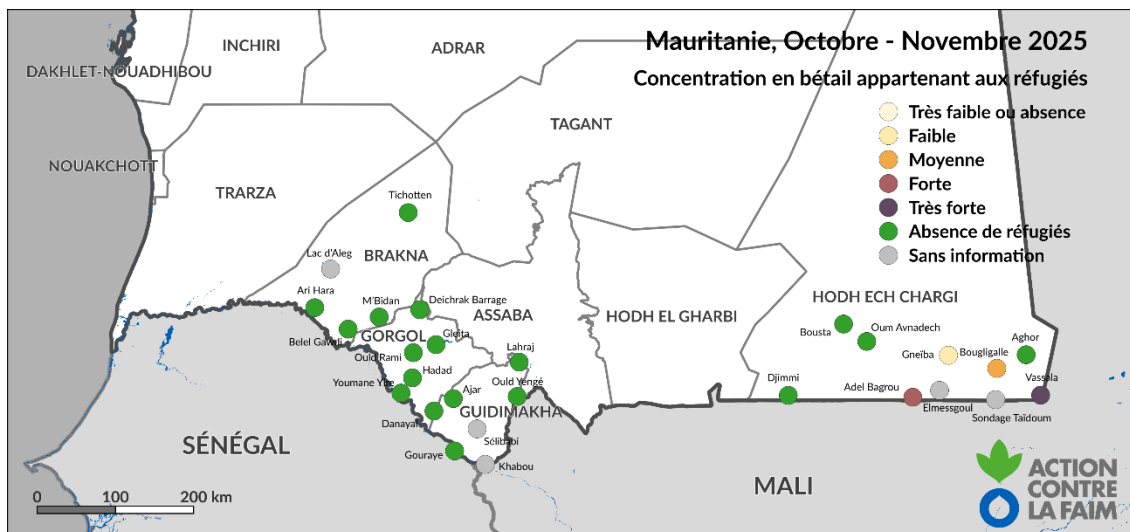 Mauritanie, Octobre - Novembre 2025
Concentration en bétail appartenant aux réfugiés
Très faible ou absence
Faible
Moyenne
Forte
Très forte
Absence de réfugiés
Sans information
INCHIRI
ADRAR
DAKHLET-NOUADHIBOU
TAGANT
NOUAKCHOTT
TRARZA
Tichotten
Lac d'Aleg
BRAKNA
Ari Hara
M'Bidan
Deichrak Barrage
ASSABA
HODH EL GHARBI
HODH ECH CHARGI
Belel Gawdi
GORGOL
Gleita
Ould Rami
Lahraj
Bousta
Oum Avnadech
Aghor
Gneïba
Bougligalle
Youmane Yire
Hadad
Ajar
Ould Yengé
Djimmi
Adel Bagrou
Vassala
Elmessgoul
Sondage Taïdoum
Danayal
GUIDIMAKHA
Sélibabi
Gouraye
Khabou
SÉNÉGAL
MALI
0 100 200 km
ACTION
CONTRE
LA FAIM